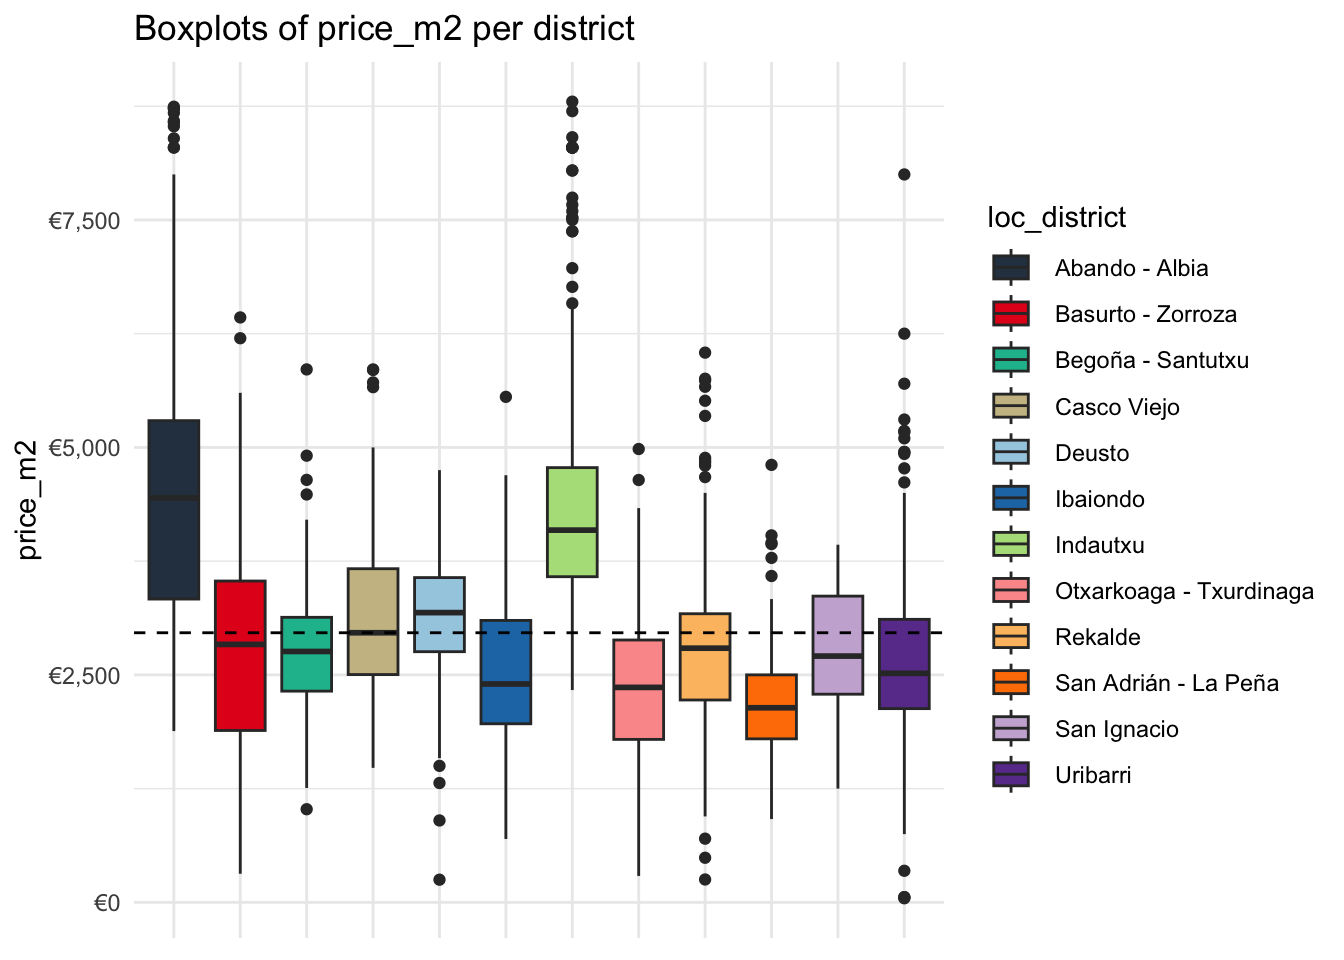 Boxplots of price_m2 per district
price_m2
€7,500
€5,000
€2,500
€0
loc_district
Abando - Albia
Basurto - Zorroza
Begoña - Santutxu
Casco Viejo
Deusto
Ibaiondo
Indautxu
Otxarkoaga - Txurdinaga
Rekalde
San Adrián - La Peña
San Ignacio
Uribarri